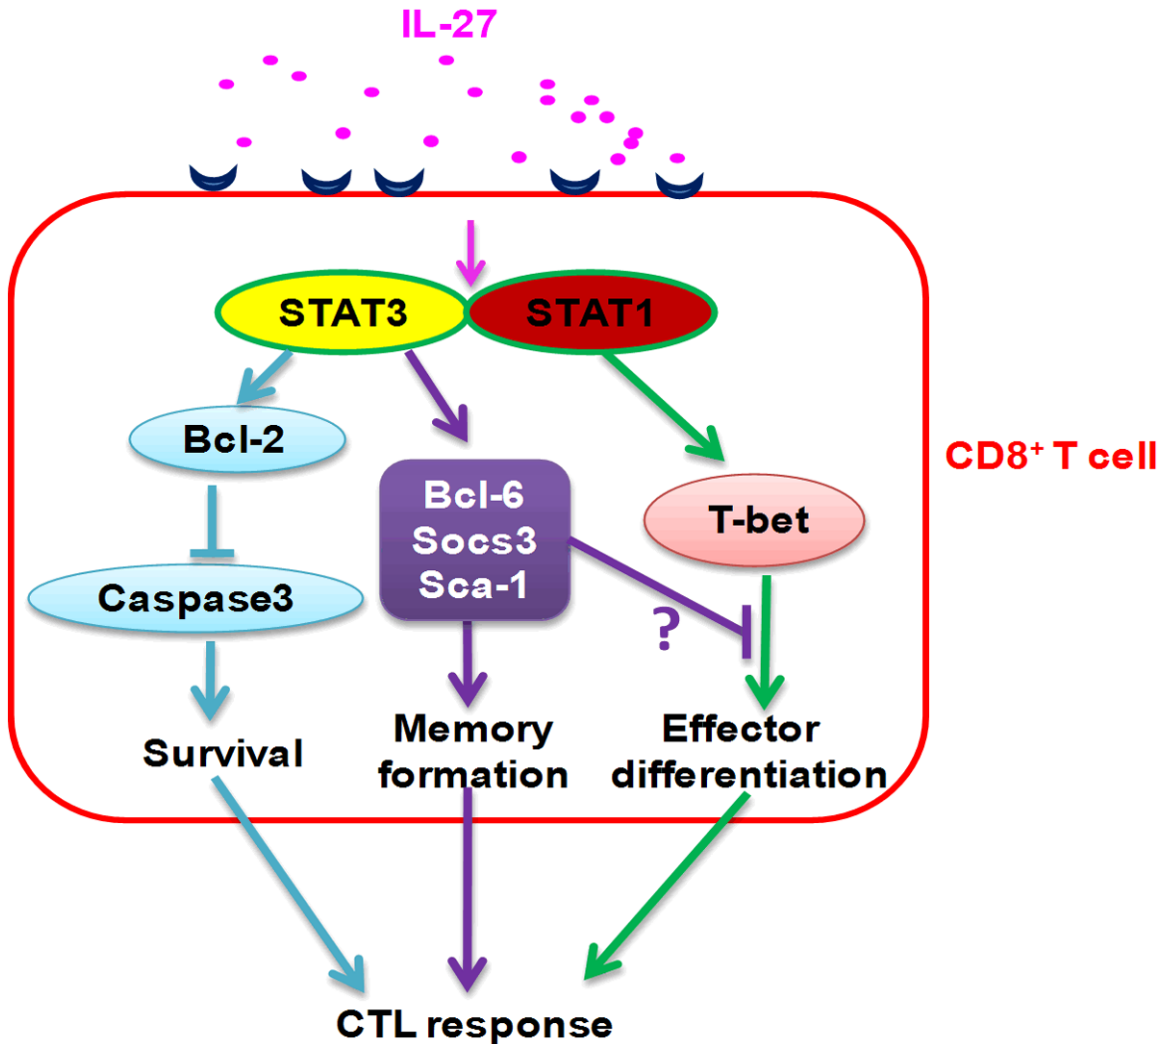 IL-27
STAT3
STAT1
Bcl-2
CD8⁺ T cell
Bcl-6
Socs3
Sca-1
T-bet
Caspase3
?
Survival
Memory
formation
Effector
differentiation
CTL response